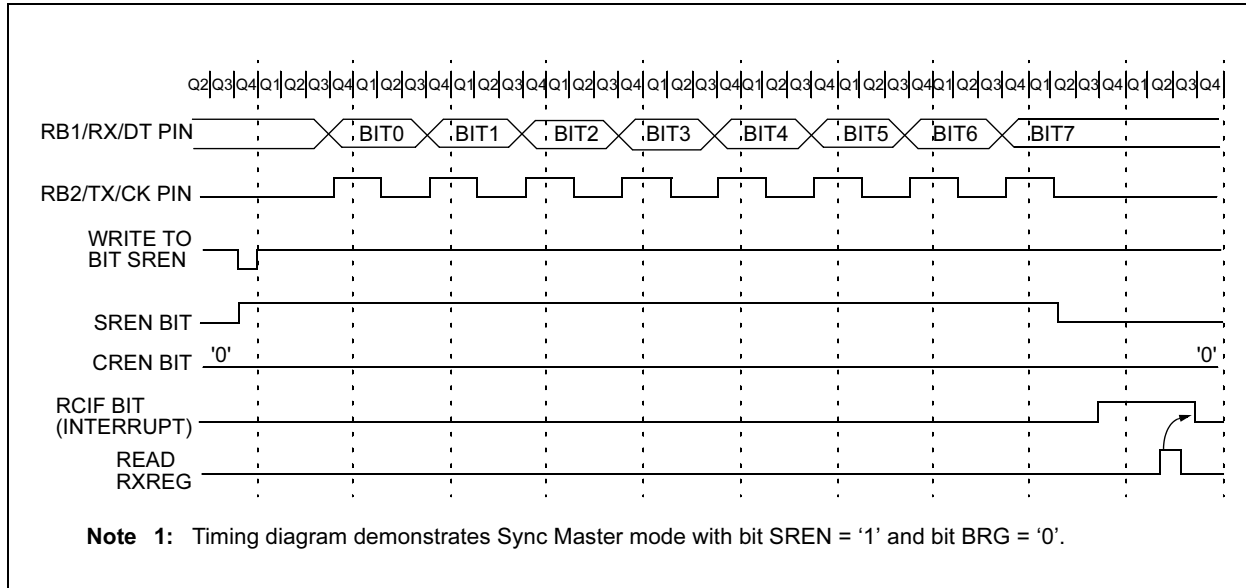 Q2 Q3 Q4 Q1 Q2 Q3 Q4 Q1 Q2 Q3 Q4 Q1 Q2 Q3 Q4 Q1 Q2 Q3 Q4 Q1 Q2 Q3 Q4 Q1 Q2 Q3 Q4 Q1 Q2 Q3 Q4 Q1 Q2 Q3 Q4 Q1 Q2 Q3 Q4 Q1 Q2 Q3 Q4
RB1/RX/DT PIN BIT0 BIT1 BIT2 BIT3 BIT4 BIT5 BIT6 BIT7
RB2/TX/CK PIN
WRITE TO
BIT SREN
SREN BIT
CREN BIT '0' '0'
RCIF BIT
(INTERRUPT)
READ
RXREG
Note 1: Timing diagram demonstrates Sync Master mode with bit SREN = ‘1’ and bit BRG = ‘0’.